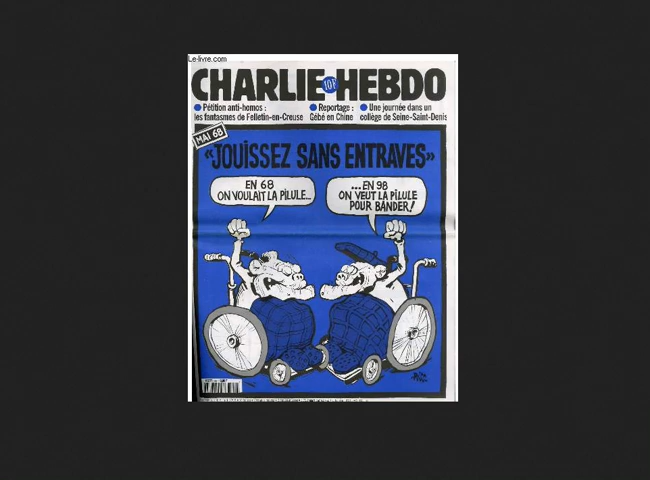 Le-livre.com
CHARLIE HEBDO
10F
Pétition anti-homos :
les fantasmes de Felletin-en-Creuse
Reportage :
Gébé en Chine
Une journée dans un
collège de Seine-Saint-Denis
MAI 68
«JOUISSEZ SANS ENTRAVES»
EN 68
ON VOULAIT LA PILULE...
...EN 98
ON VEUT LA PILULE
POUR BANDER!